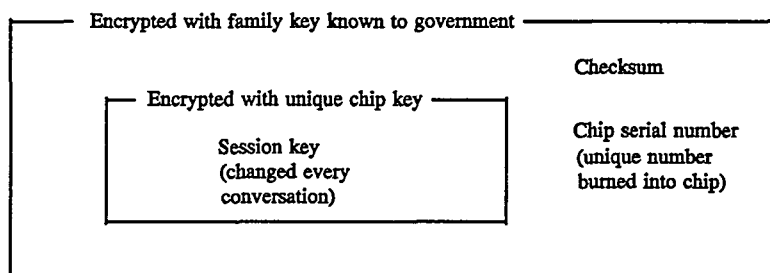 Encrypted with family key known to government
Checksum
Encrypted with unique chip key
Chip serial number
(unique number
burned into chip)
Session key
(changed every
conversation)